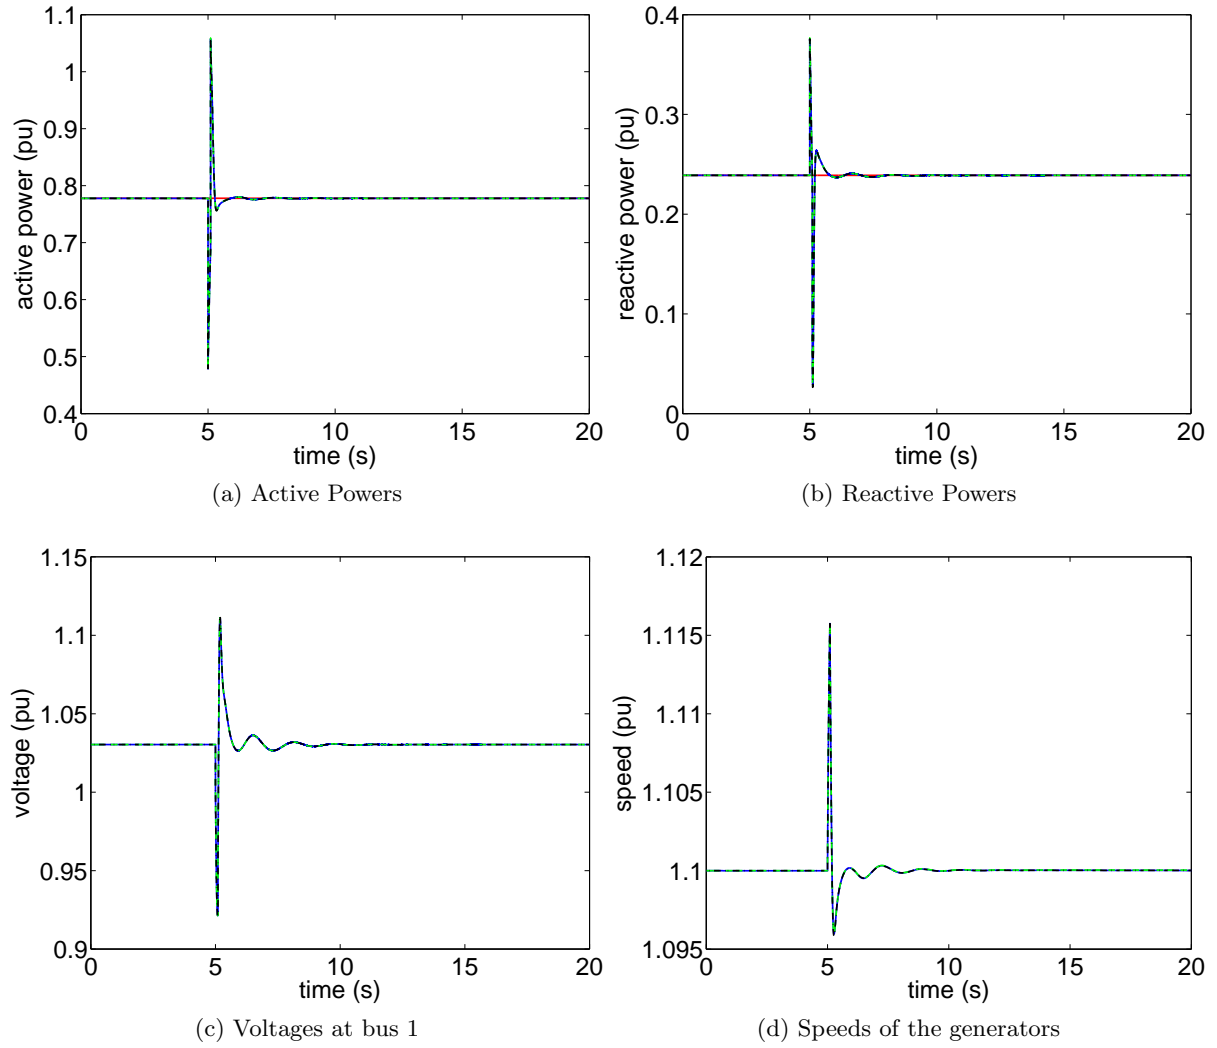 1.1
1
0.9
0.8
0.7
0.6
0.5
0.4
0 5 10 15 20
active power (pu)
time (s)
(a) Active Powers
0.4
0.3
0.2
0.1
0
0 5 10 15 20
reactive power (pu)
time (s)
(b) Reactive Powers
1.15
1.1
1.05
1
0.95
0.9
0 5 10 15 20
voltage (pu)
time (s)
(c) Voltages at bus 1
1.12
1.115
1.11
1.105
1.1
1.095
0 5 10 15 20
speed (pu)
time (s)
(d) Speeds of the generators